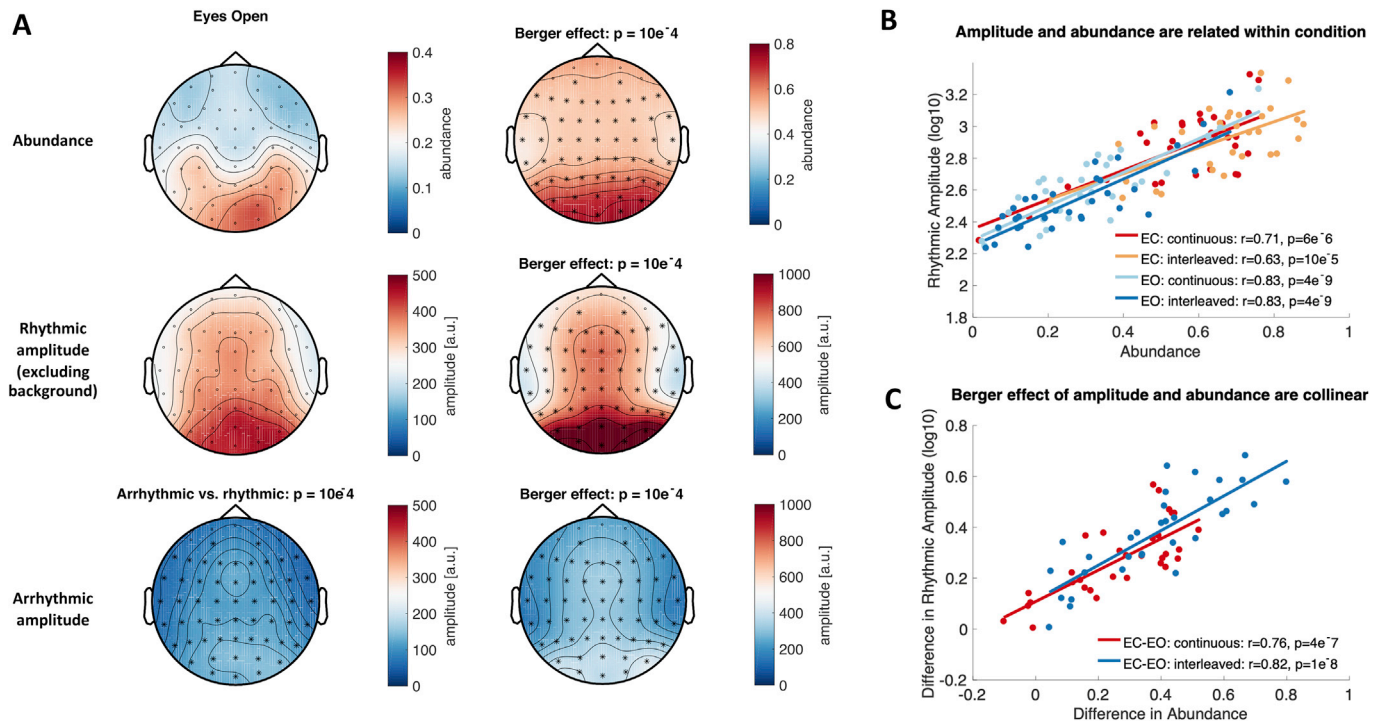 A
Eyes Open
Berger effect: p = 10e-4
Abundance
0.4
0.3
0.2
0.1
0
abundance
0.8
0.6
0.4
0.2
0
abundance
Berger effect: p = 10e-4
Rhythmic
amplitude
(excluding
background)
500
400
300
200
100
0
amplitude [a.u.]
1000
800
600
400
200
0
amplitude [a.u.]
Arrhythmic vs. rhythmic: p = 10e-4
Berger effect: p = 10e-4
Arrhythmic
amplitude
500
400
300
200
100
0
amplitude [a.u.]
1000
800
600
400
200
0
amplitude [a.u.]
B
Amplitude and abundance are related within condition
Rhythmic Amplitude (log10)
3.2
3
2.8
2.6
2.4
2.2
2
1.8
EC: continuous: r=0.71, p=6e-6
EC: interleaved: r=0.63, p=10e-5
EO: continuous: r=0.83, p=4e-9
EO: interleaved: r=0.83, p=4e-9
0
0.2
0.4
0.6
0.8
1
Abundance
C
Berger effect of amplitude and abundance are collinear
Difference in Rhythmic Amplitude (log10)
0.8
0.6
0.4
0.2
0
-0.2
EC-EO: continuous: r=0.76, p=4e-7
EC-EO: interleaved: r=0.82, p=1e-8
-0.2
0
0.2
0.4
0.6
0.8
1
Difference in Abundance